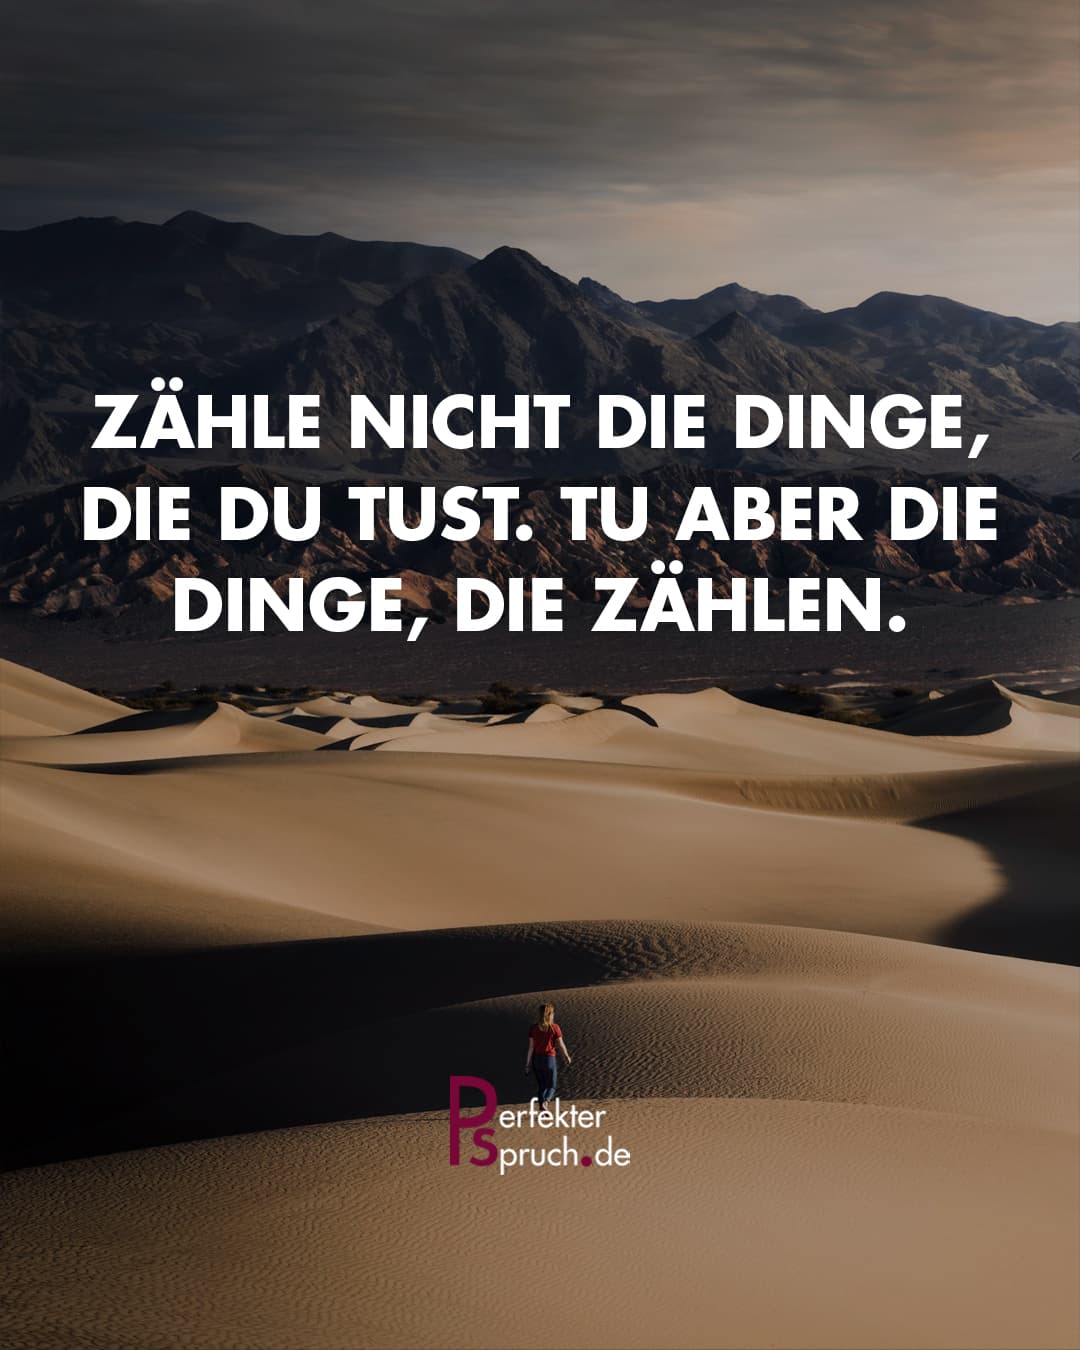 ZÄHLE NICHT DIE DINGE,
DIE DU TUST. TU ABER DIE
DINGE, DIE ZÄHLEN.
Perfekter
spruch.de